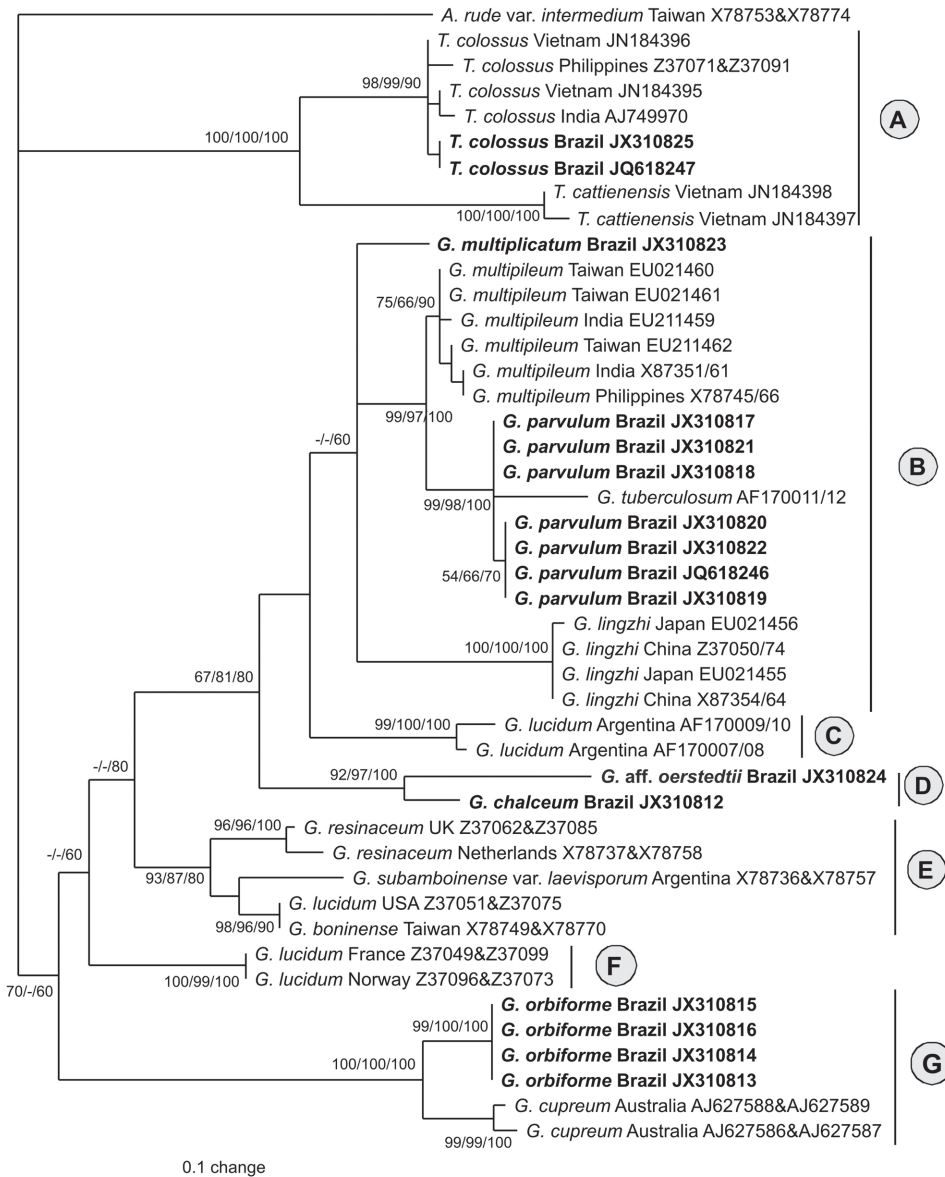 A. rude var. intermedium Taiwan X78753&X78774
T. colossus Vietnam JN184396
98/99/90
T. colossus Philippines Z37071&Z37091
T. colossus Vietnam JN184395
T. colossus India AJ749970
A
100/100/100
T. colossus Brazil JX310825
T. colossus Brazil JQ618247
T. cattienensis Vietnam JN184398
100/100/100
T. cattienensis Vietnam JN184397
G. multiplicatum Brazil JX310823
G. multipileum Taiwan EU021460
75/66/90
G. multipileum Taiwan EU021461
G. multipileum India EU211459
G. multipileum Taiwan EU211462
G. multipileum India X87351/61
G. multipileum Philippines X78745/66
99/97/100
G. parvulum Brazil JX310817
-/-/60
G. parvulum Brazil JX310821
G. parvulum Brazil JX310818
B
G. tuberculosum AF170011/12
99/98/100
G. parvulum Brazil JX310820
G. parvulum Brazil JX310822
54/66/70
G. parvulum Brazil JQ618246
G. parvulum Brazil JX310819
G. lingzhi Japan EU021456
100/100/100
G. lingzhi China Z37050/74
67/81/80
G. lingzhi Japan EU021455
G. lingzhi China X87354/64
99/100/100
G. lucidum Argentina AF170009/10
C
G. lucidum Argentina AF170007/08
-/-/80
92/97/100
G. aff. oerstedtii Brazil JX310824
D
G. chalceum Brazil JX310812
96/96/100
G. resinaceum UK Z37062&Z37085
-/-/60
G. resinaceum Netherlands X78737&X78758
E
93/87/80
G. subamboinense var. laevisporum Argentina X78736&X78757
G. lucidum USA Z37051&Z37075
98/96/90
G. boninense Taiwan X78749&X78770
G. lucidum France Z37049&Z37099
F
100/99/100
G. lucidum Norway Z37096&Z37073
70/-/60
G. orbiforme Brazil JX310815
99/100/100
G. orbiforme Brazil JX310816
G. orbiforme Brazil JX310814
100/100/100
G
G. orbiforme Brazil JX310813
G. cupreum Australia AJ627588&AJ627589
G. cupreum Australia AJ627586&AJ627587
99/99/100
0.1 change